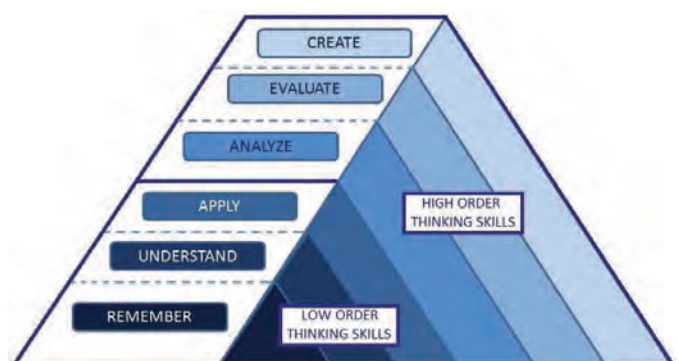 CREATE
EVALUATE
ANALYZE
APPLY
HIGH ORDER
THINKING SKILLS
UNDERSTAND
REMEMBER
LOW ORDER
THINKING SKILLS